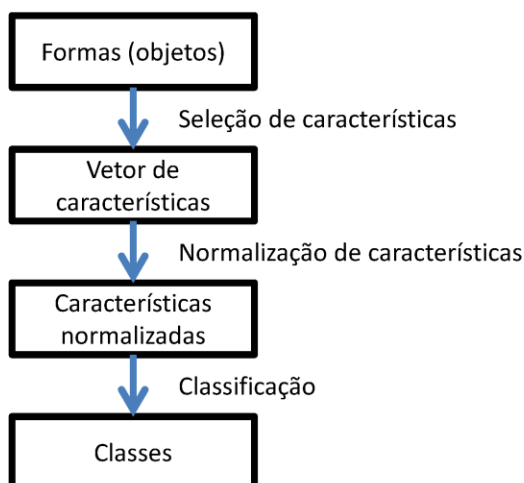 Formas (objetos)
Seleção de características
Vetor de
características
Normalização de características
Características
normalizadas
Classificação
Classes